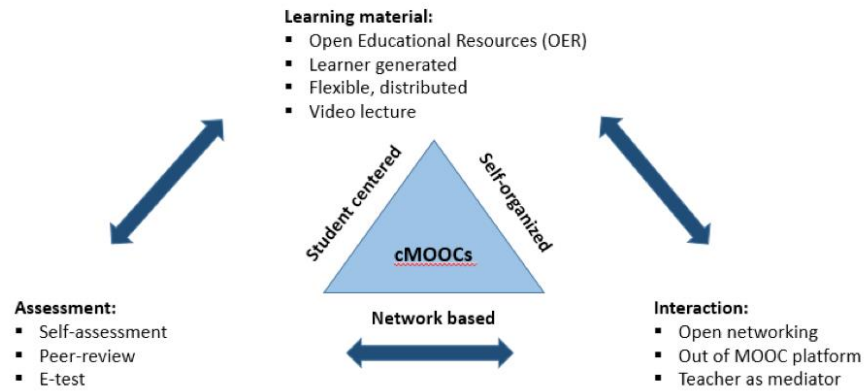 Learning material:
▪ Open Educational Resources (OER)
▪ Learner generated
▪ Flexible, distributed
▪ Video lecture
Student centered
Self-organized
cMOOCs
Network based
Assessment:
▪ Self-assessment
▪ Peer-review
▪ E-test
Interaction:
▪ Open networking
▪ Out of MOOC platform
▪ Teacher as mediator